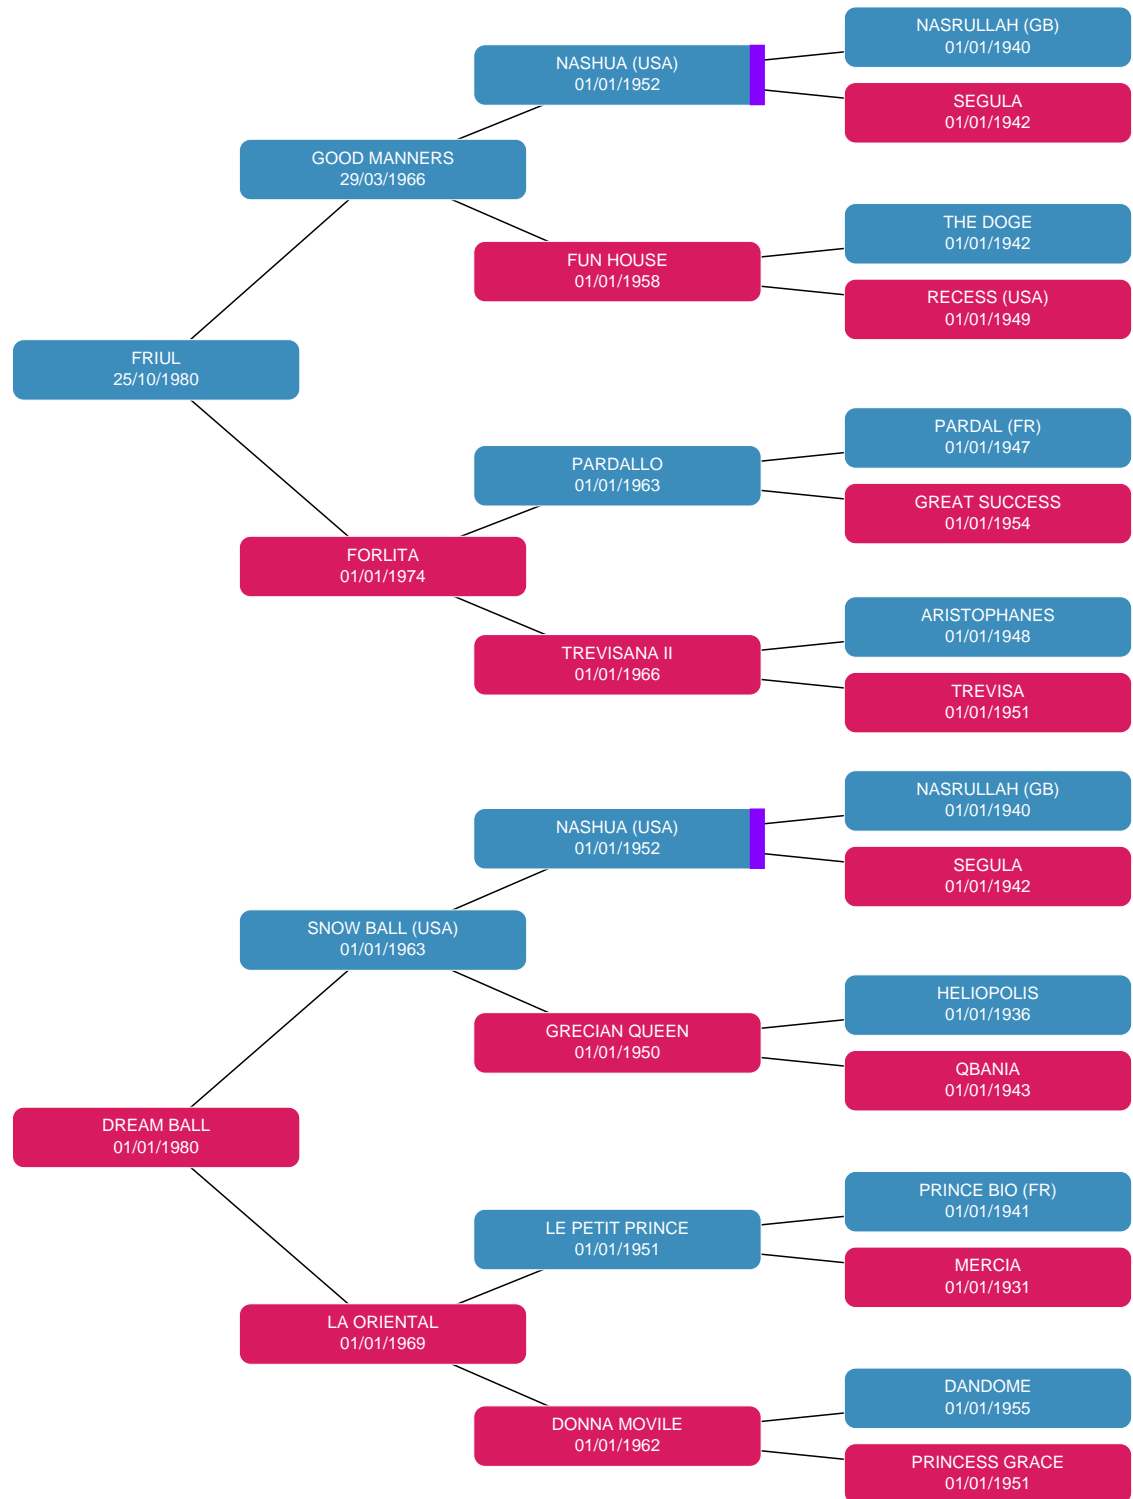 NASRULLAH (GB)
01/01/1940
NASHUA (USA)
01/01/1952
SEGULA
01/01/1942
GOOD MANNERS
29/03/1966
THE DOGE
01/01/1942
FUN HOUSE
01/01/1958
RECESS (USA)
01/01/1949
FRIUL
25/10/1980
PARDAL (FR)
01/01/1947
PARDALLO
01/01/1963
GREAT SUCCESS
01/01/1954
FORLITA
01/01/1974
ARISTOPHANES
01/01/1948
TREVISANA II
01/01/1966
TREVISA
01/01/1951
NASRULLAH (GB)
01/01/1940
NASHUA (USA)
01/01/1952
SEGULA
01/01/1942
SNOW BALL (USA)
01/01/1963
HELIOPOLIS
01/01/1936
GRECIAN QUEEN
01/01/1950
QBANIA
01/01/1943
DREAM BALL
01/01/1980
PRINCE BIO (FR)
01/01/1941
LE PETIT PRINCE
01/01/1951
MERCIA
01/01/1931
LA ORIENTAL
01/01/1969
DANDOME
01/01/1955
DONNA MOVILE
01/01/1962
PRINCESS GRACE
01/01/1951